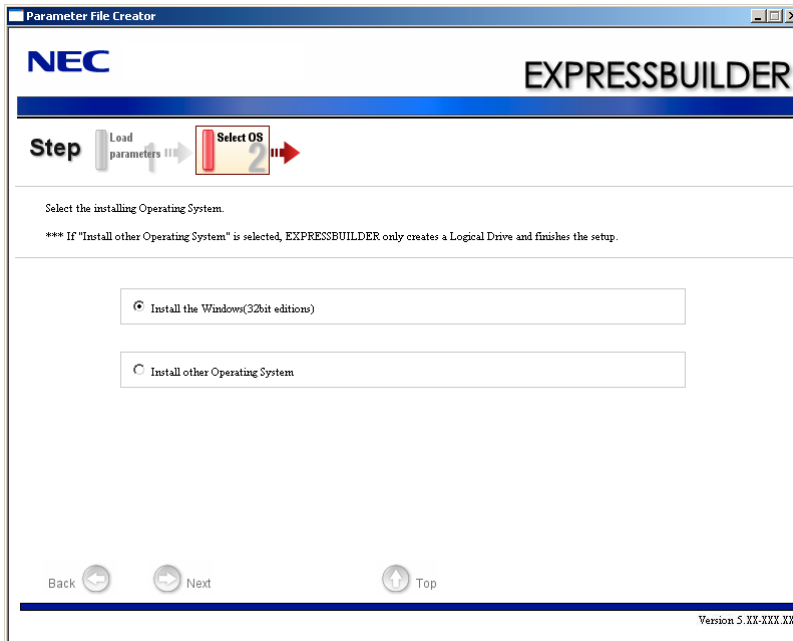 Parameter File Creator
NEC
EXPRESSBUILDER
Step
Load
parameters 1
Select OS
2
Select the installing Operating System.
*** If "Install other Operating System" is selected, EXPRESSBUILDER only creates a Logical Drive and finishes the setup.
Install the Windows(32bit editions)
Install other Operating System
Back Next Top
Version 5.XX-XXX.XX